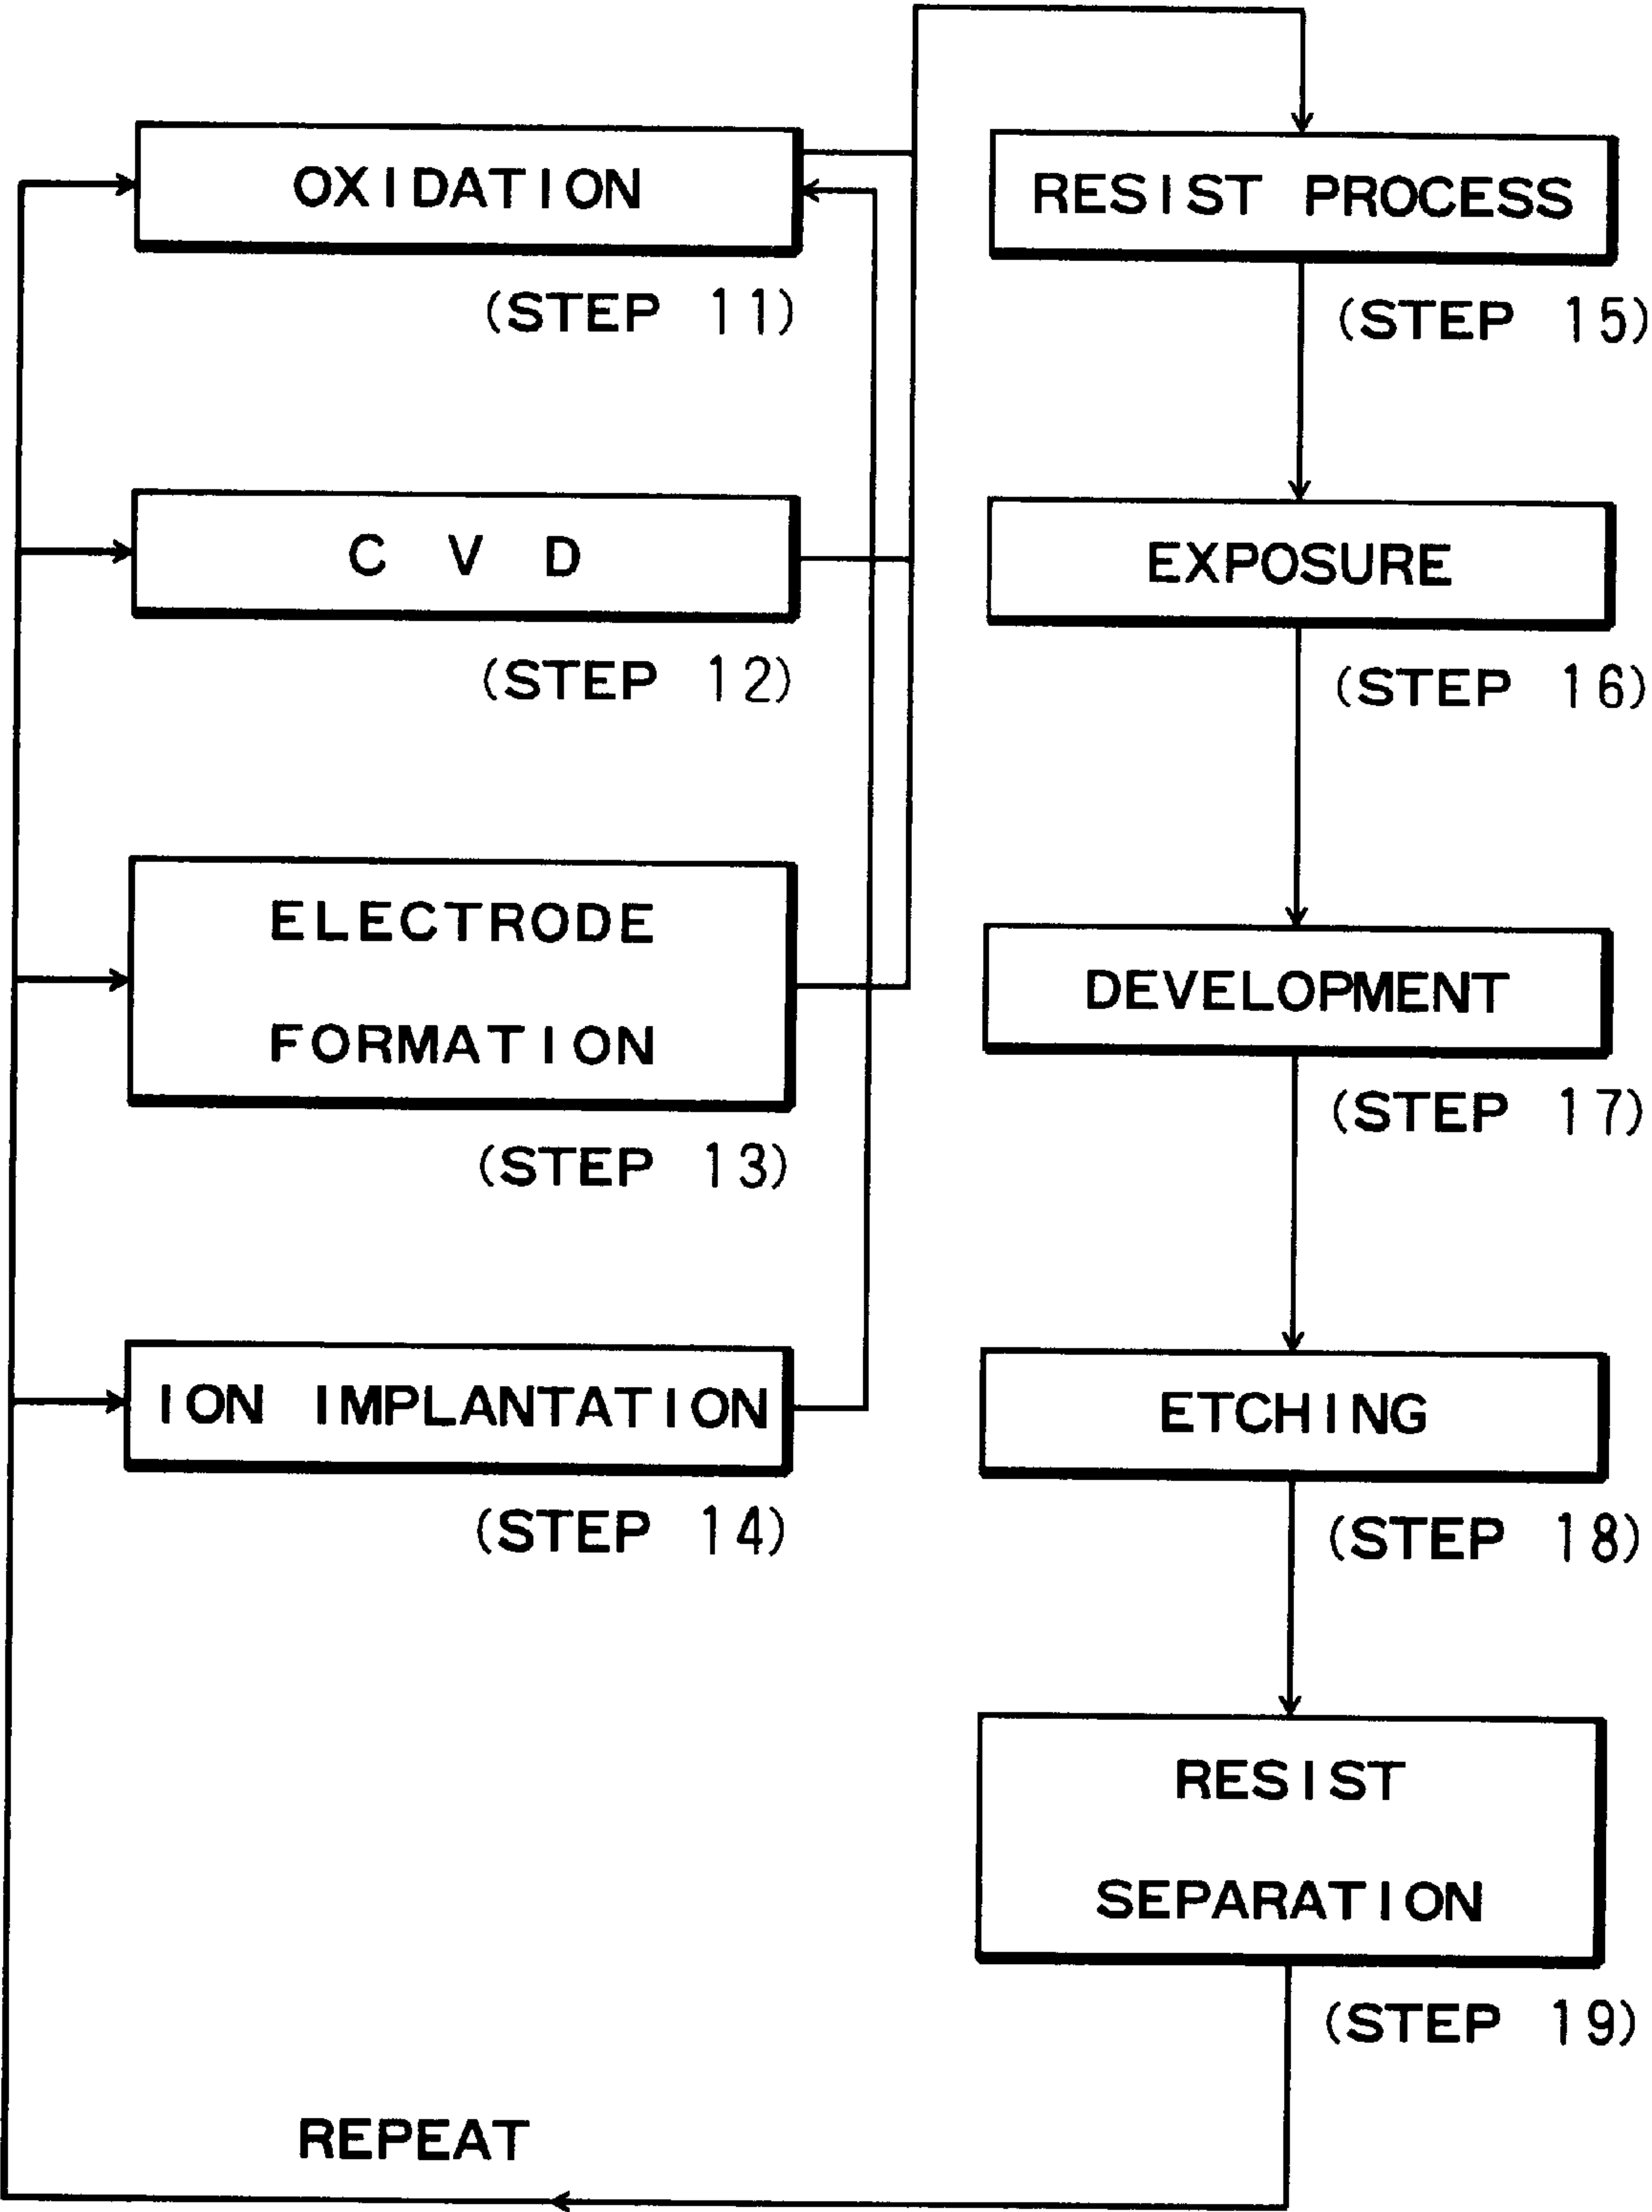 OXIDATION
(STEP 11)
C V D
(STEP 12)
ELECTRODE
FORMATION
(STEP 13)
ION IMPLANTATION
(STEP 14)
RESIST PROCESS
(STEP 15)
EXPOSURE
(STEP 16)
DEVELOPMENT
(STEP 17)
ETCHING
(STEP 18)
RESIST
SEPARATION
(STEP 19)
REPEAT